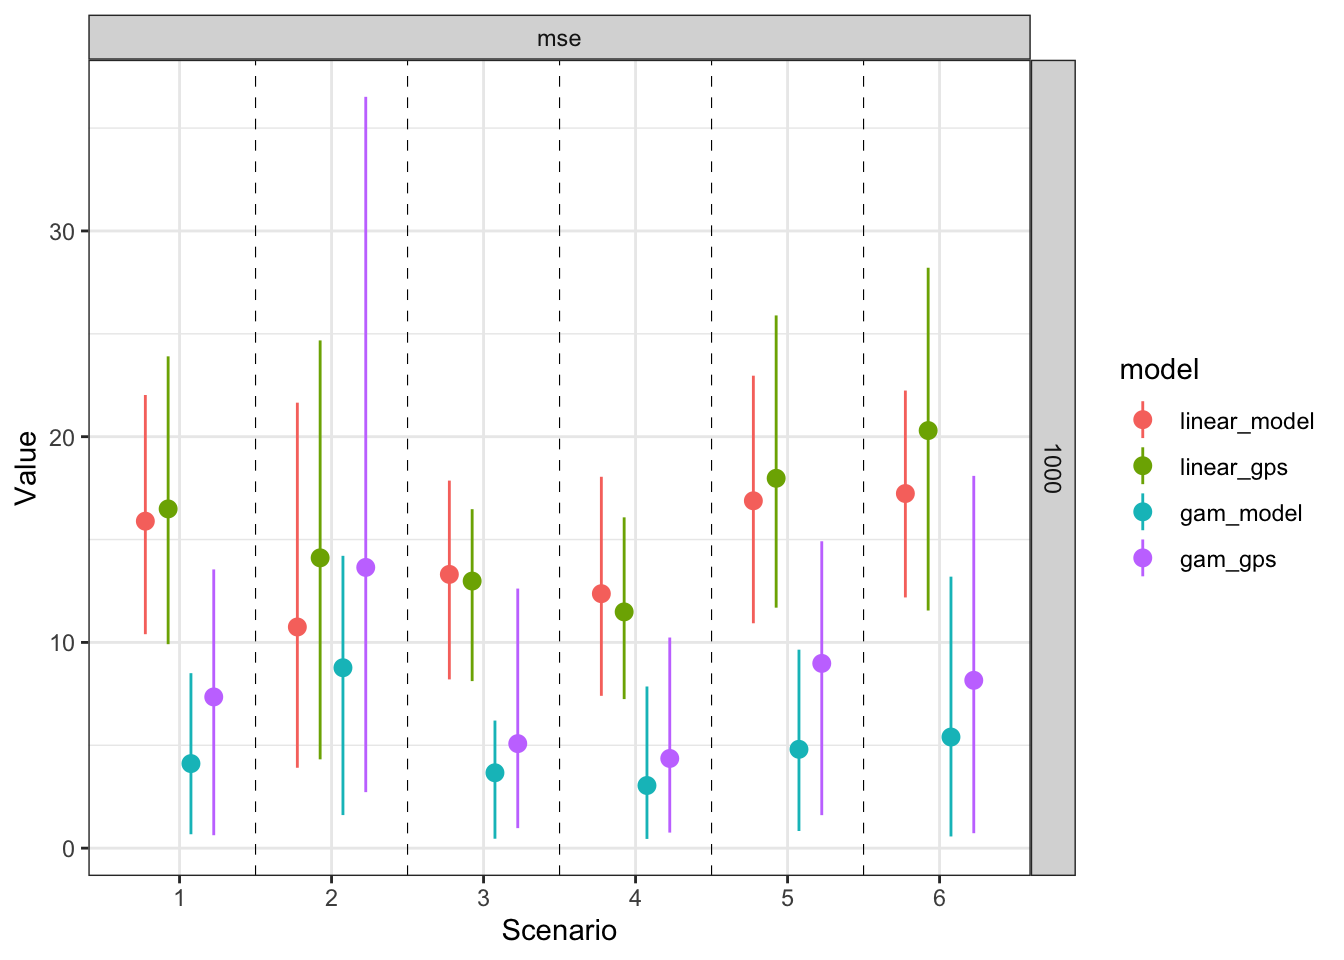 mse
1000
30
20
10
0
Value
1 2 3 4 5 6
Scenario
model
linear_model
linear_gps
gam_model
gam_gps